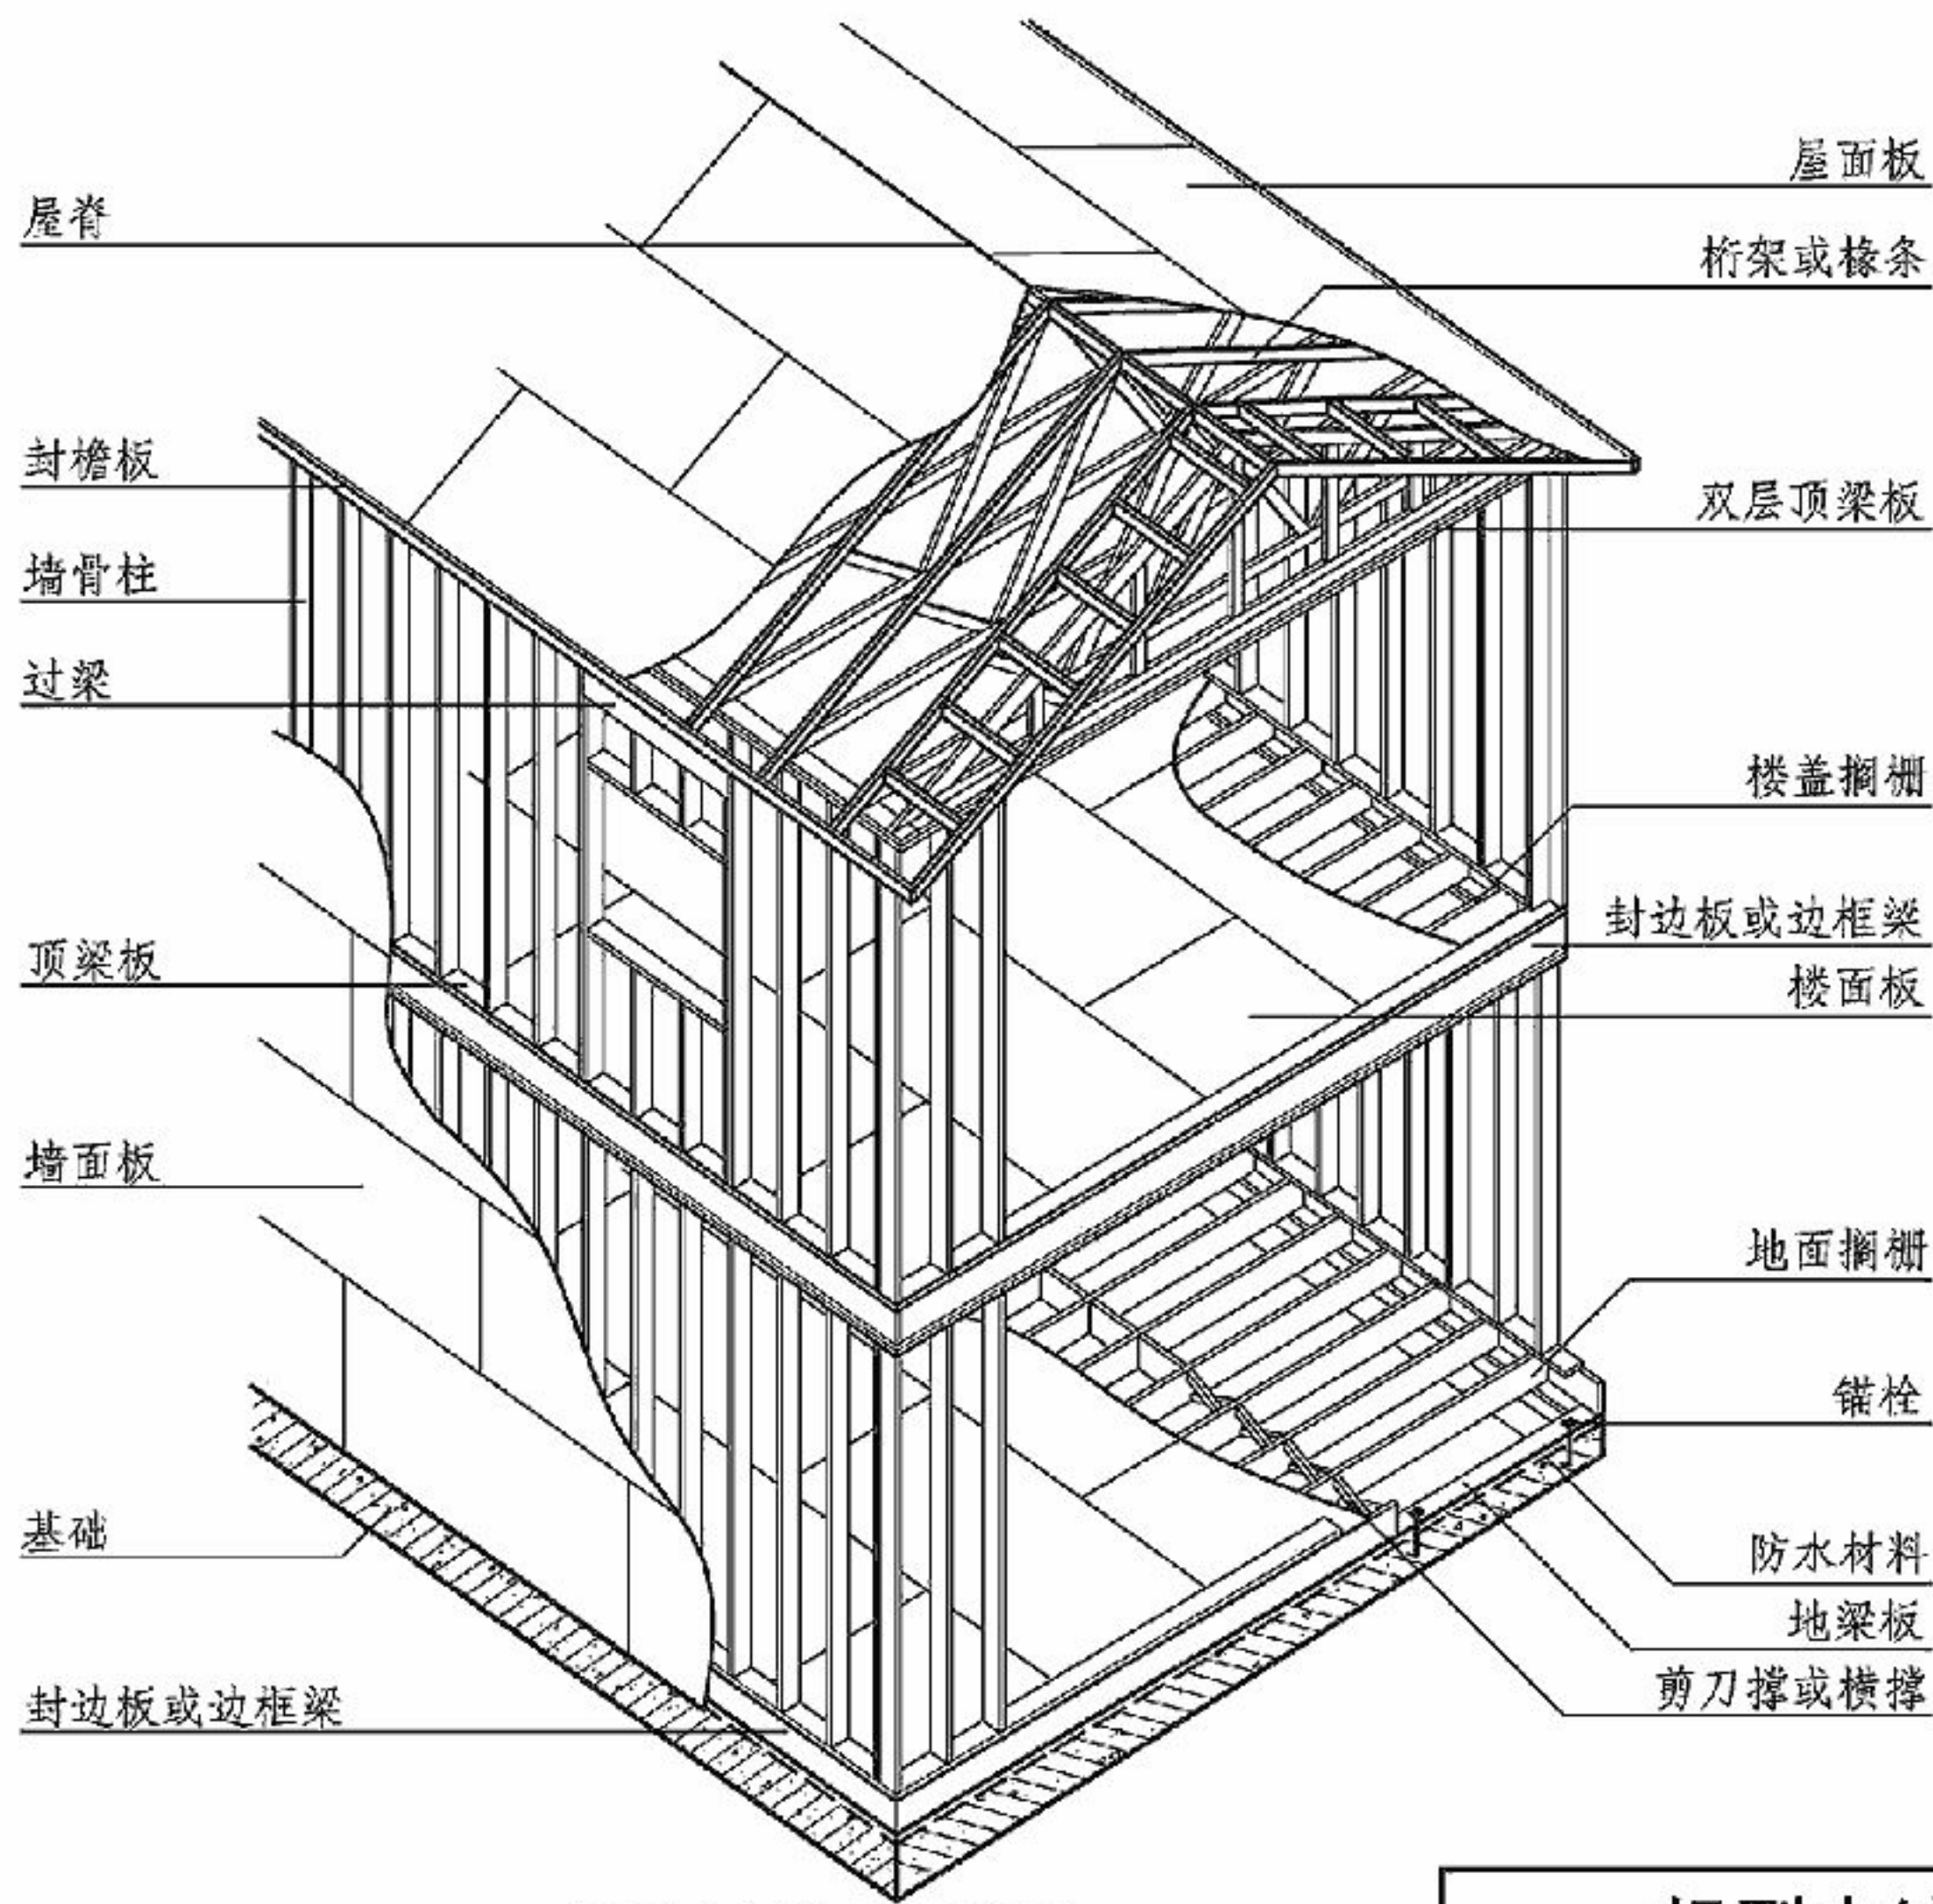 屋面板
屋脊
桁架或椽条
封檐板
双层顶梁板
墙骨柱
过梁
楼盖搁栅
封边板或边框梁
顶梁板
楼面板
墙面板
地面搁栅
锚栓
基础
防水材料
地梁板
剪刀撑或横撑
封边板或边框梁